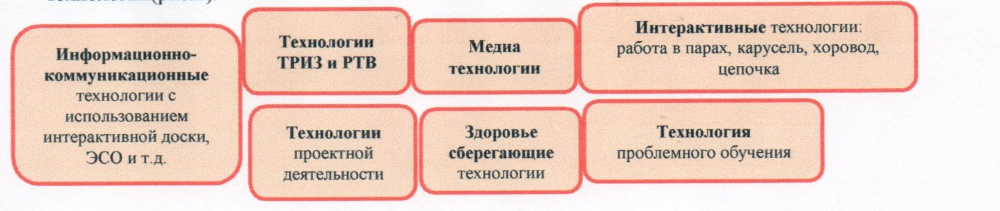 Информационно-
коммуникационные
технологии с
использованием
интерактивной доски,
ЭСО и т.д.
Технологии
ТРИЗ и РТВ
Медиа
технологии
Интерактивные технологии:
работа в парах, карусель, хоровод,
цепочка
Технологии
проектной
деятельности
Здоровье
сберегающие
технологии
Технология
проблемного обучения